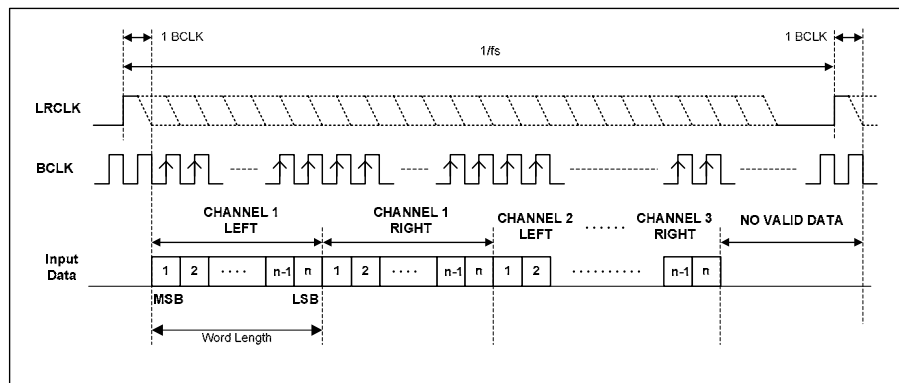 1 BCLK
1/fs
1 BCLK
LRCLK
BCLK
CHANNEL 1
LEFT
CHANNEL 1
RIGHT
CHANNEL 2
LEFT
......
CHANNEL 3
RIGHT
NO VALID DATA
Input
Data
1 2 .... n-1 n 1 2 .... n-1 n 1 2 .......... n-1 n
MSB
LSB
Word Length